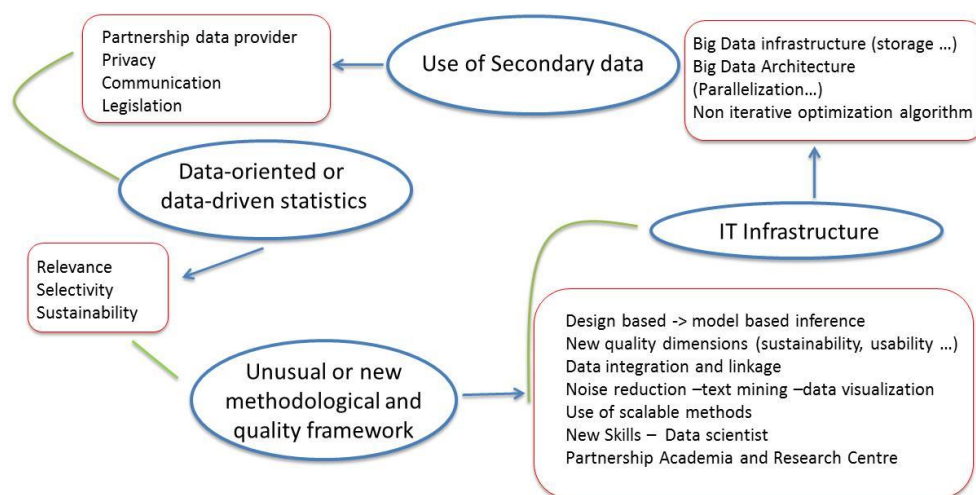 Partnership data provider
Privacy
Communication
Legislation
Use of Secondary data
Big Data infrastructure (storage ...)
Big Data Architecture
(Parallelization...)
Non iterative optimization algorithm
Data-oriented or
data-driven statistics
IT Infrastructure
Relevance
Selectivity
Sustainability
Unusual or new
methodological and
quality framework
Design based -> model based inference
New quality dimensions (sustainability, usability ...)
Data integration and linkage
Noise reduction –text mining –data visualization
Use of scalable methods
New Skills – Data scientist
Partnership Academia and Research Centre